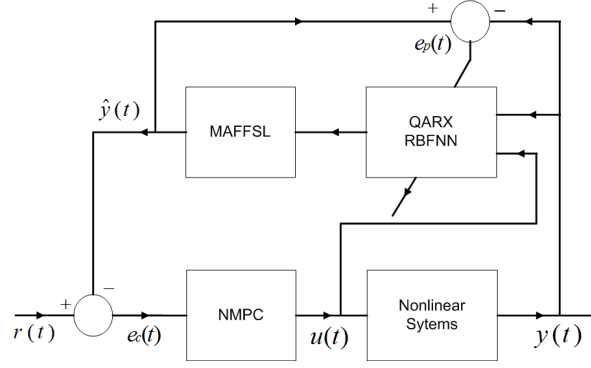 + −
e_p(t)
ŷ(t)
MAFFSL
QARX
RBFNN
−
+
r(t)
e_c(t)
NMPC
u(t)
Nonlinear
Sytems
y(t)